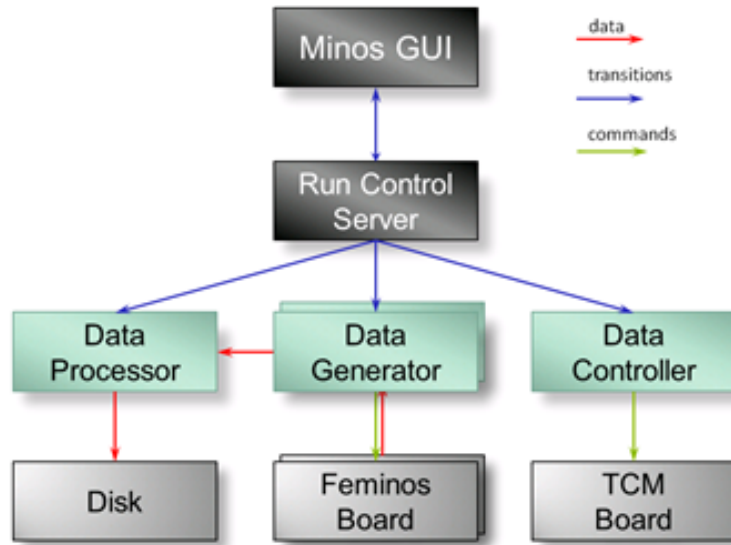 Minos GUI
data
transitions
commands
Run Control
Server
Data
Processor
Data
Generator
Data
Controller
Disk
Feminos
Board
TCM
Board